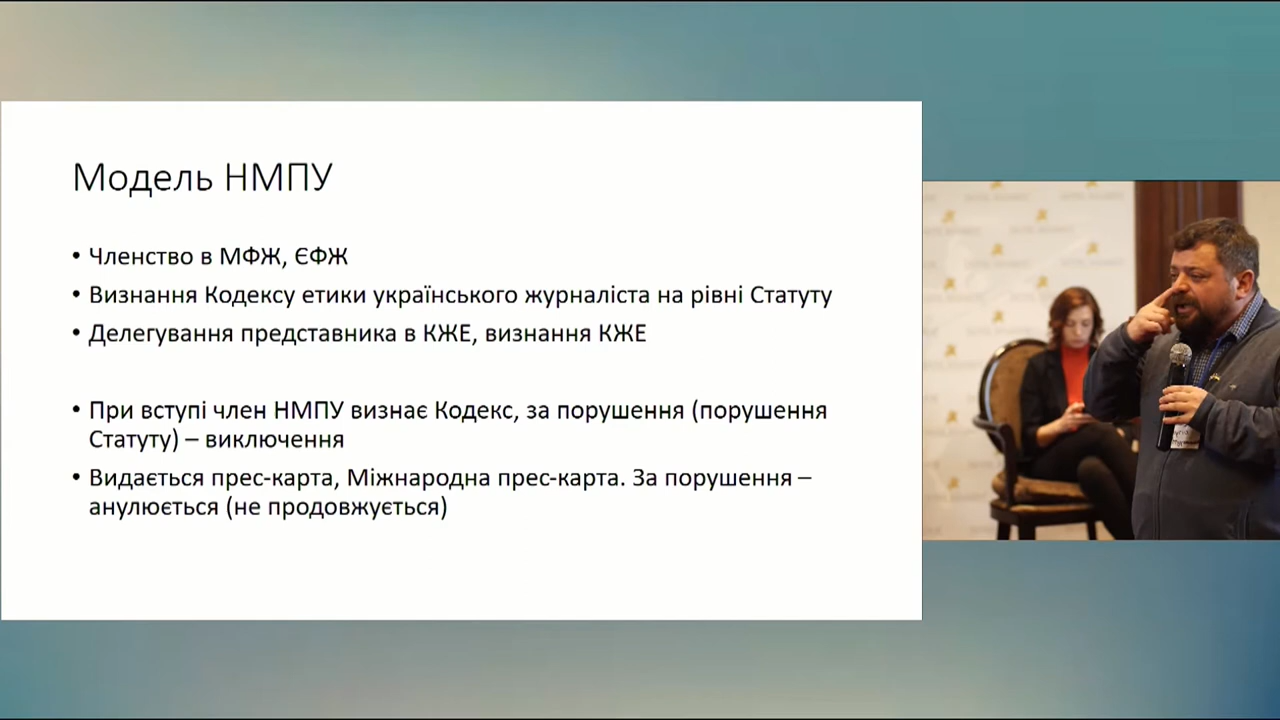 Модель НМПУ
• Членство в МФЖ, ЄФЖ
• Визнання Кодексу етики українського журналіста на рівні Статуту
• Делегування представника в КЖЕ, визнання КЖЕ
• При вступі член НМПУ визнає Кодекс, за порушення (порушення
Статуту) – виключення
• Видається прес-карта, Міжнародна прес-карта. За порушення –
анулюється (не продовжується)